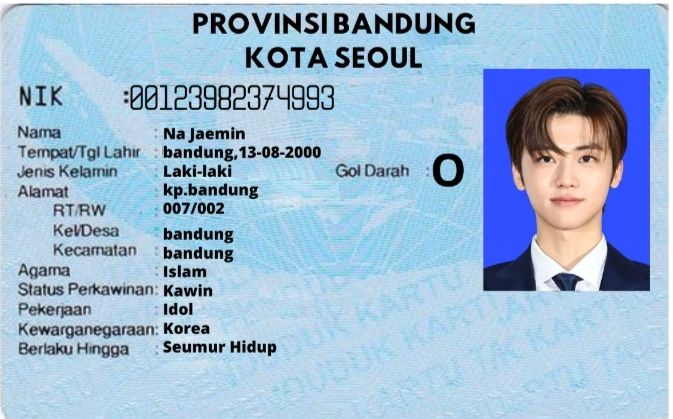 PROVINSI BANDUNG
KOTA SEOUL
NIK :00123982374993
Nama : Na Jaemin
Tempat/Tgl Lahir : bandung,13-08-2000
Jenis Kelamin : Laki-laki Gol Darah : O
Alamat : kp.bandung
RT/RW : 007/002
Kel/Desa : bandung
Kecamatan : bandung
Agama : Islam
Status Perkawinan: Kawin
Pekerjaan : Idol
Kewarganegaraan: Korea
Berlaku Hingga : Seumur Hidup